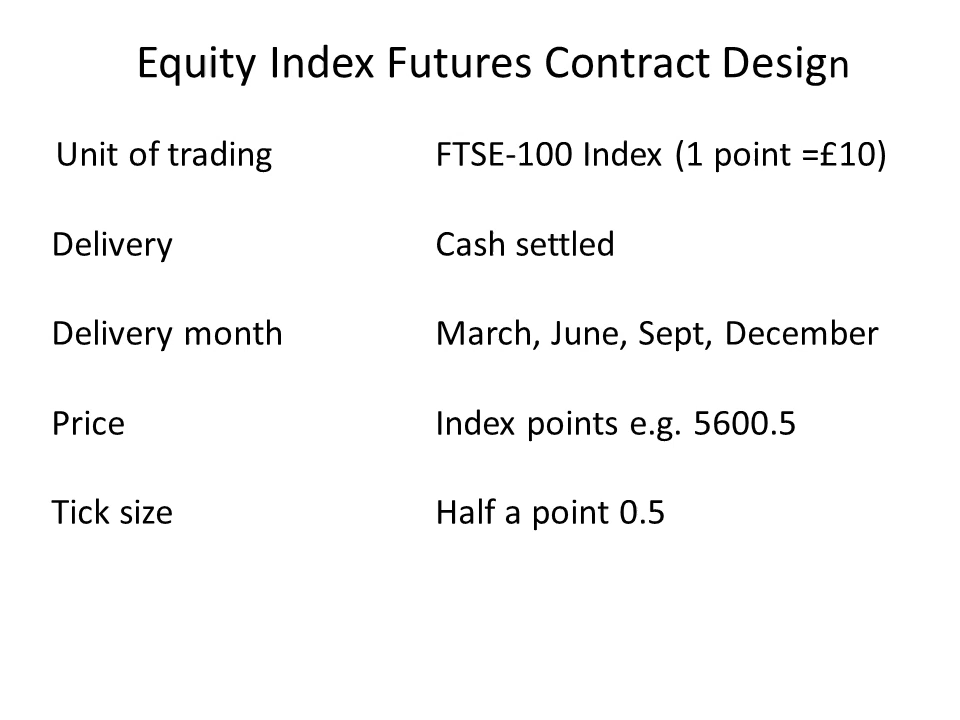 Equity Index Futures Contract Design
Unit of trading FTSE-100 Index (1 point =£10)
Delivery Cash settled
Delivery month March, June, Sept, December
Price Index points e.g. 5600.5
Tick size Half a point 0.5